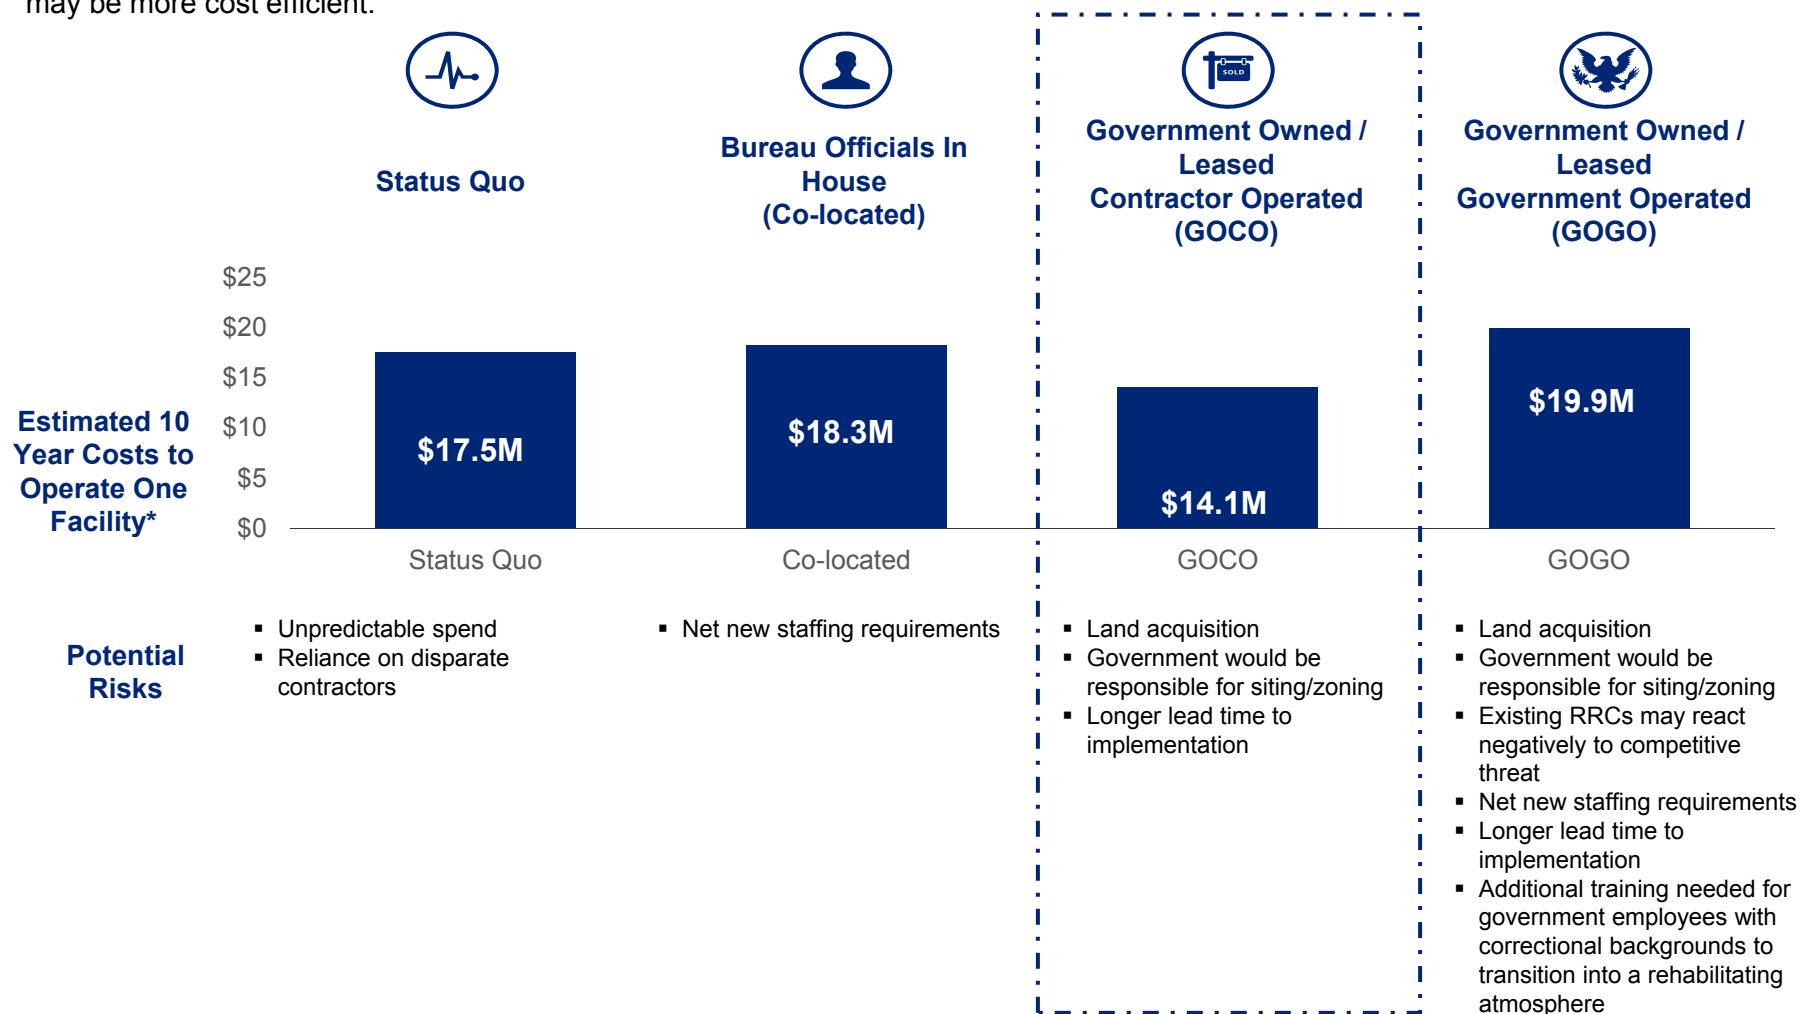 may be more cost efficient.
SOLD
Status Quo
Bureau Officials In
House
(Co-located)
Government Owned /
Leased
Contractor Operated
(GOCO)
Government Owned /
Leased
Government Operated
(GOGO)
Estimated 10
Year Costs to
Operate One
Facility*
$25
$20
$15
$10
$5
$0
$17.5M
$18.3M
$14.1M
$19.9M
Status Quo
Co-located
GOCO
GOGO
Potential
Risks
▪ Unpredictable spend
▪ Reliance on disparate
contractors
▪ Net new staffing requirements
▪ Land acquisition
▪ Government would be
responsible for siting/zoning
▪ Longer lead time to
implementation
▪ Land acquisition
▪ Government would be
responsible for siting/zoning
▪ Existing RRCs may react
negatively to competitive
threat
▪ Net new staffing requirements
▪ Longer lead time to
implementation
▪ Additional training needed for
government employees with
correctional backgrounds to
transition into a rehabilitating
atmosphere